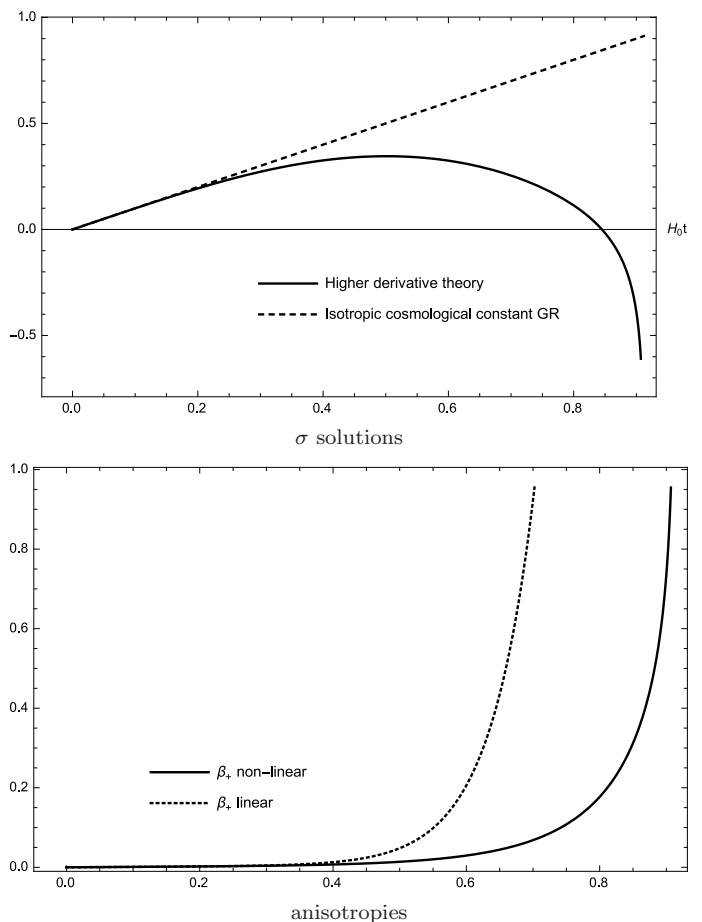 1.0
0.5
0.0
H₀t
Higher derivative theory
Isotropic cosmological constant GR
−0.5
0.0 0.2 0.4 0.6 0.8
σ solutions
1.0
0.8
0.6
0.4
β₊ non−linear
0.2
β₊ linear
0.0
0.0 0.2 0.4 0.6 0.8
anisotropies